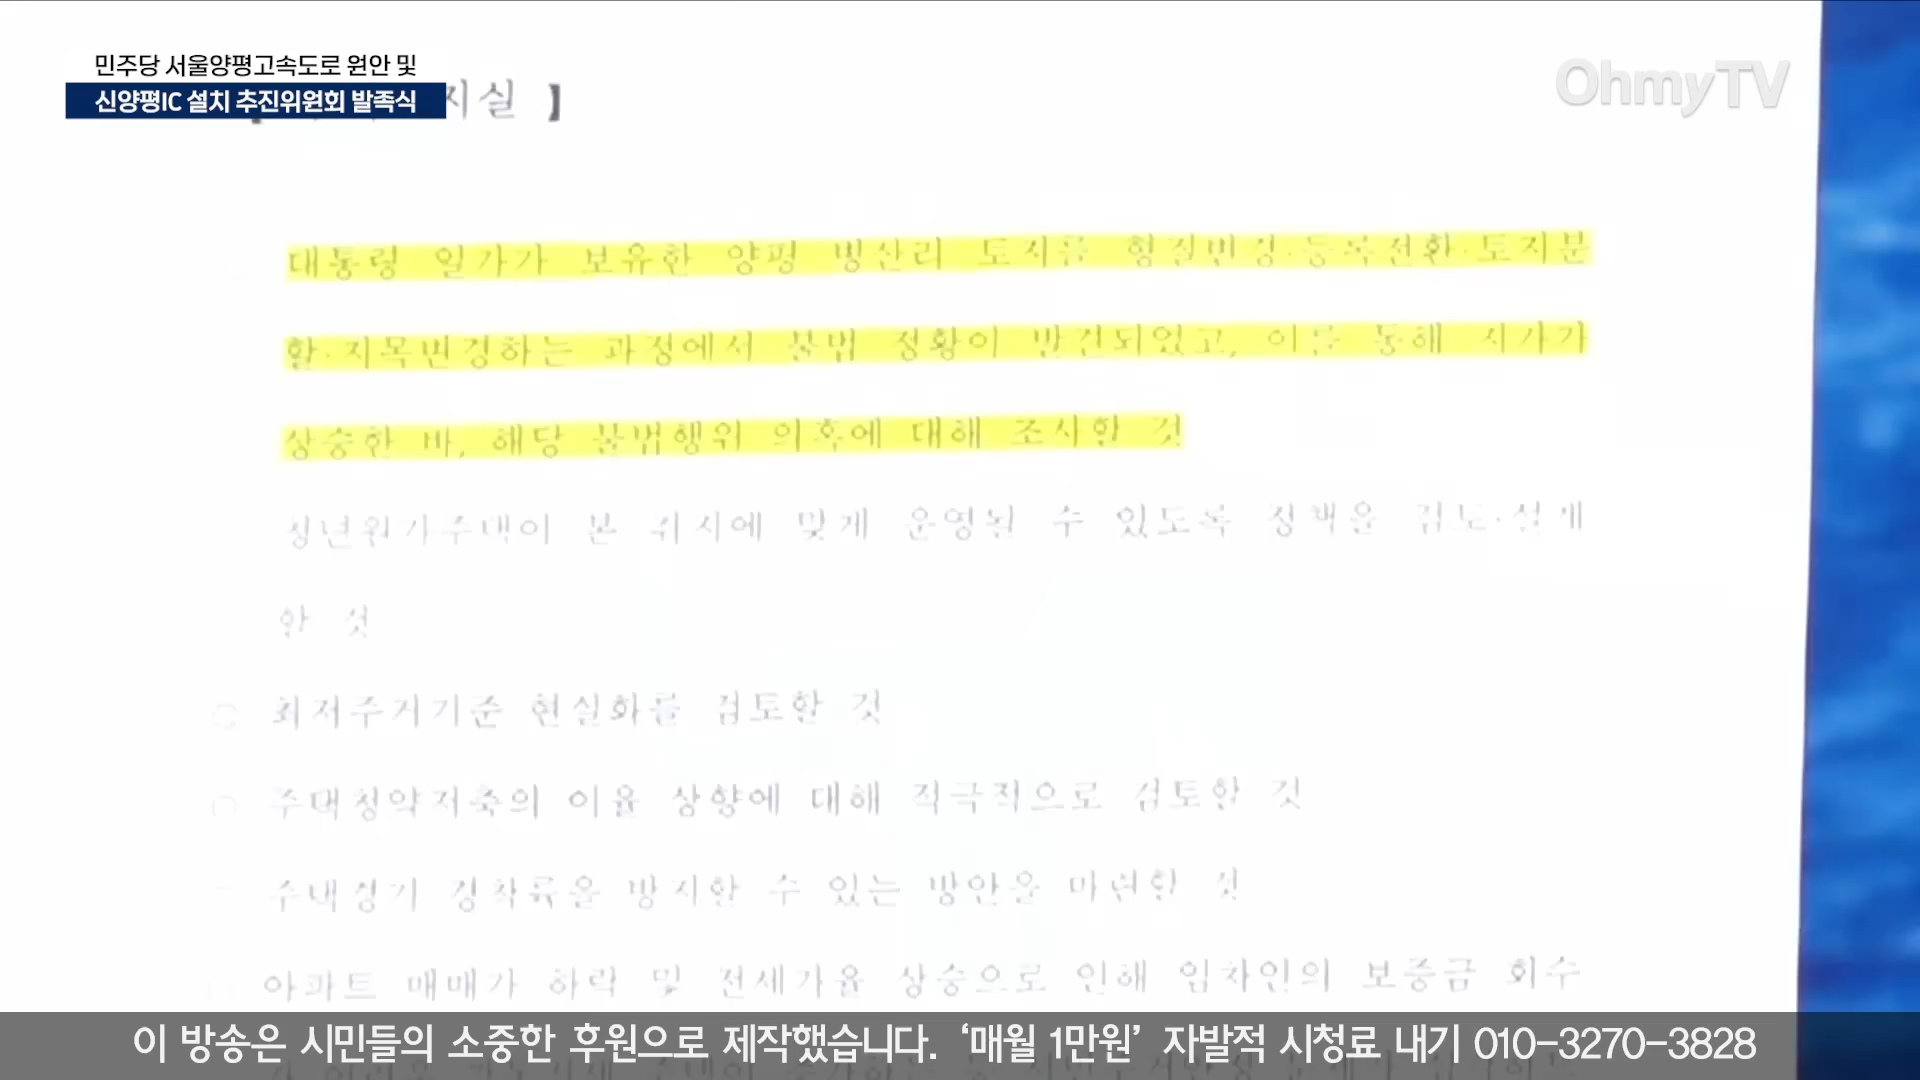 민주당 서울양평고속도로 원안 및
신양평IC 설치 추진위원회 발족식
OhmyTV
지실 】
대통령 일가가 보유한 양평 병산리 토지를 형질변경·등록전환·토지분
할·지목변경하는 과정에서 불법 정황이 발견되었고, 이를 통해 지가가
상승한 바, 해당 불법행위 의혹에 대해 조사할 것
청년원가주택이 본 취지에 맞게 운영될 수 있도록 정책을 검토·설계
할 것
○ 최저주거기준 현실화를 검토할 것
○ 주택청약저축의 이율 상향에 대해 적극적으로 검토할 것
주택경기 경착륙을 방지할 수 있는 방안을 마련할 것
아파트 매매가 하락 및 전세가율 상승으로 인해 임차인의 보증금 회수
이 방송은 시민들의 소중한 후원으로 제작했습니다. ‘매월 1만원’ 자발적 시청료 내기 010-3270-3828